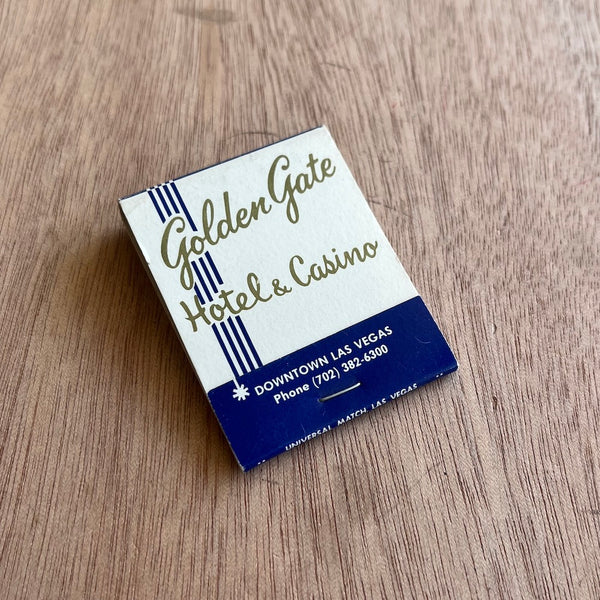 Golden Gate
Hotel & Casino
DOWNTOWN LAS VEGAS
Phone (702) 382-6300
UNIVERSAL MATCH, LAS VEGAS